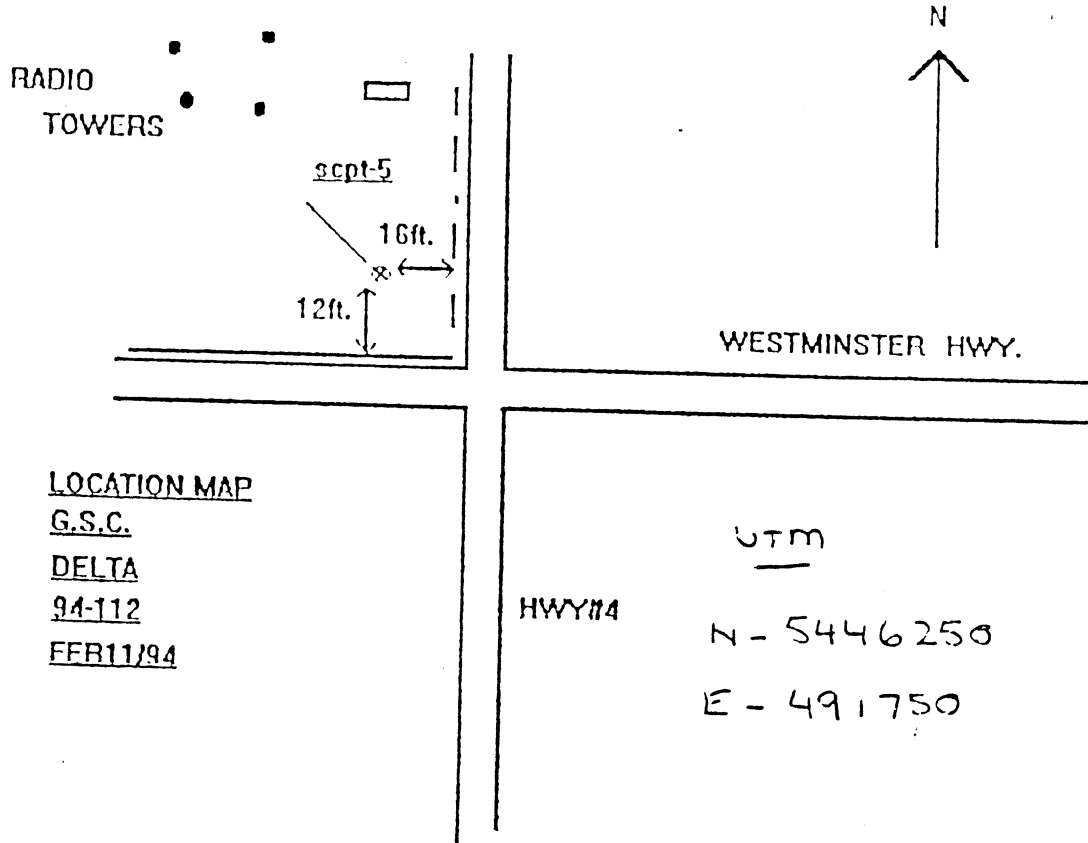 N
RADIO
TOWERS
scpt-5
16ft.
12ft.
WESTMINSTER HWY.
LOCATION MAP
G.S.C.
DELTA
94-112
FEB11/94
HWY#4
UTM
N - 5446250
E - 491750